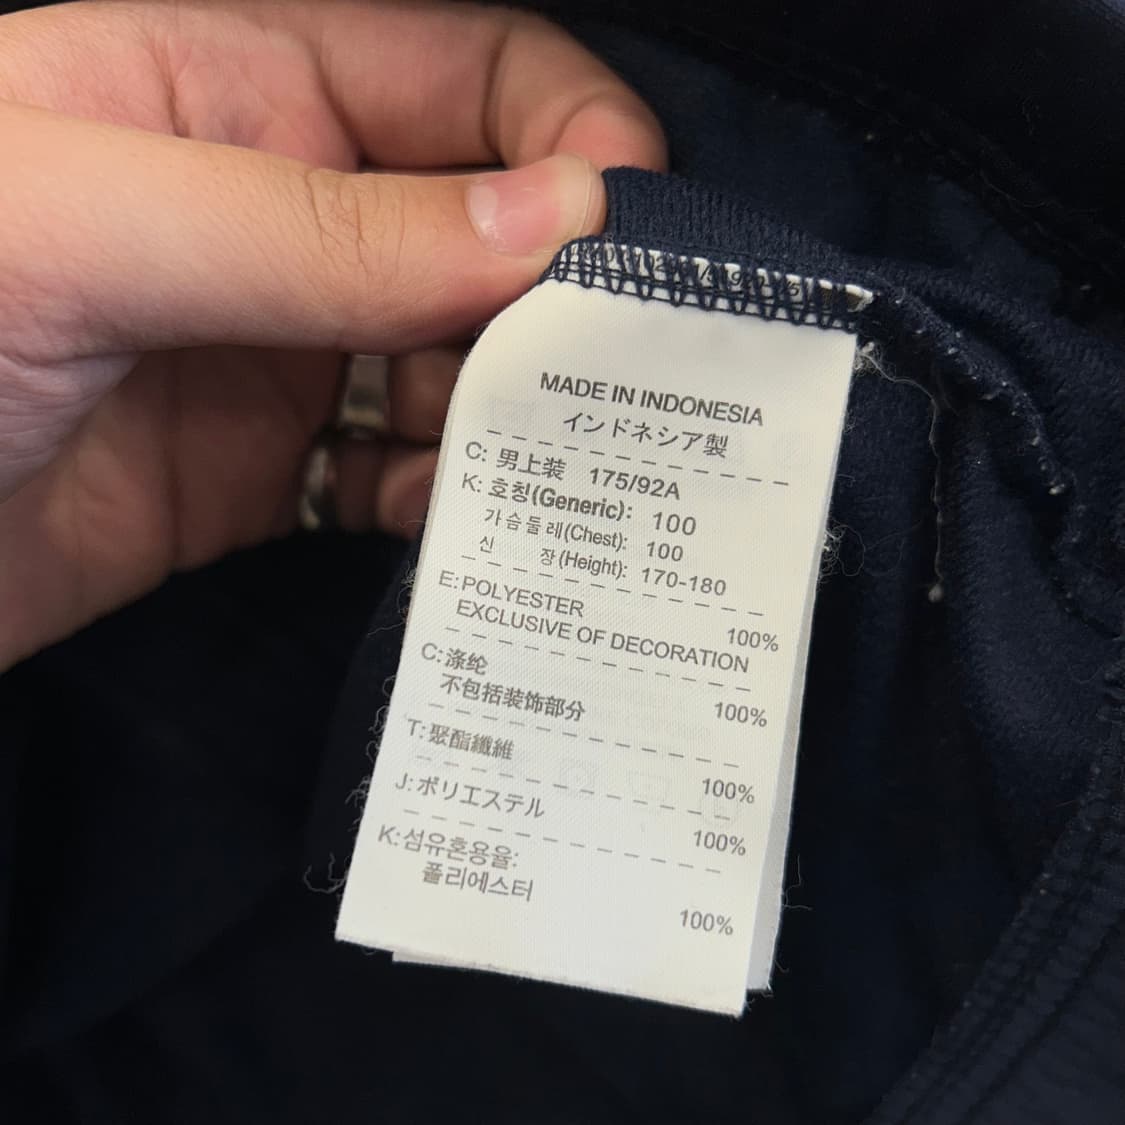 MADE IN INDONESIA
インドネシア製
C: 男上装 175/92A
K: 호칭(Generic): 100
가슴둘레(Chest): 100
신 장(Height): 170-180
E: POLYESTER 100%
EXCLUSIVE OF DECORATION
C: 涤纶 100%
不包括装饰部分
T: 聚酯纖維 100%
J: ポリエステル 100%
K: 섬유혼용율:
폴리에스터 100%